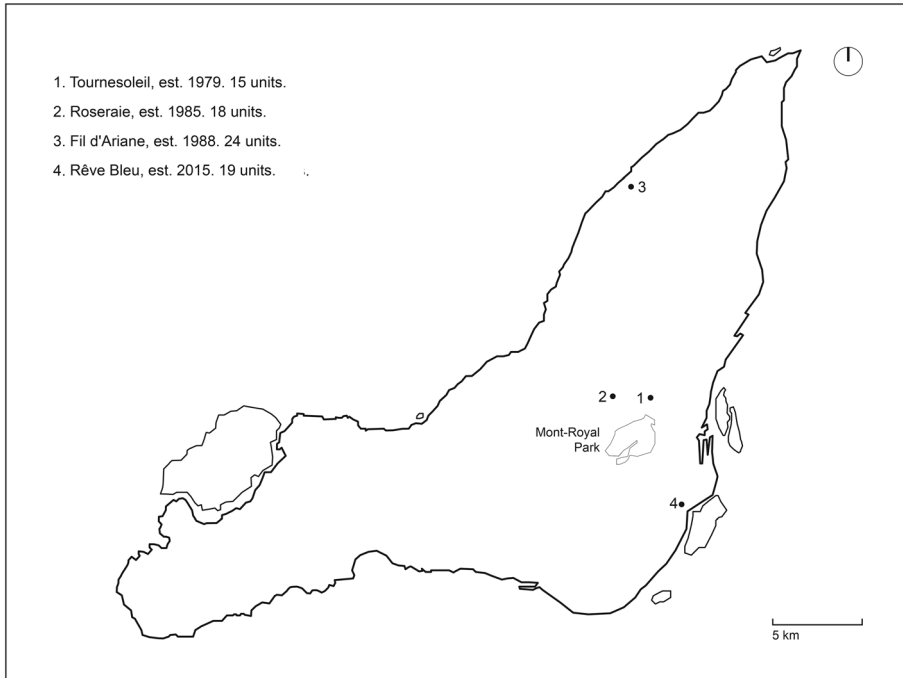 1. Tournesoleil, est. 1979. 15 units.
2. Roseraie, est. 1985. 18 units.
3. Fil d'Ariane, est. 1988. 24 units.
4. Rêve Bleu, est. 2015. 19 units.
3
2
1
Mont-Royal
Park
4
5 km